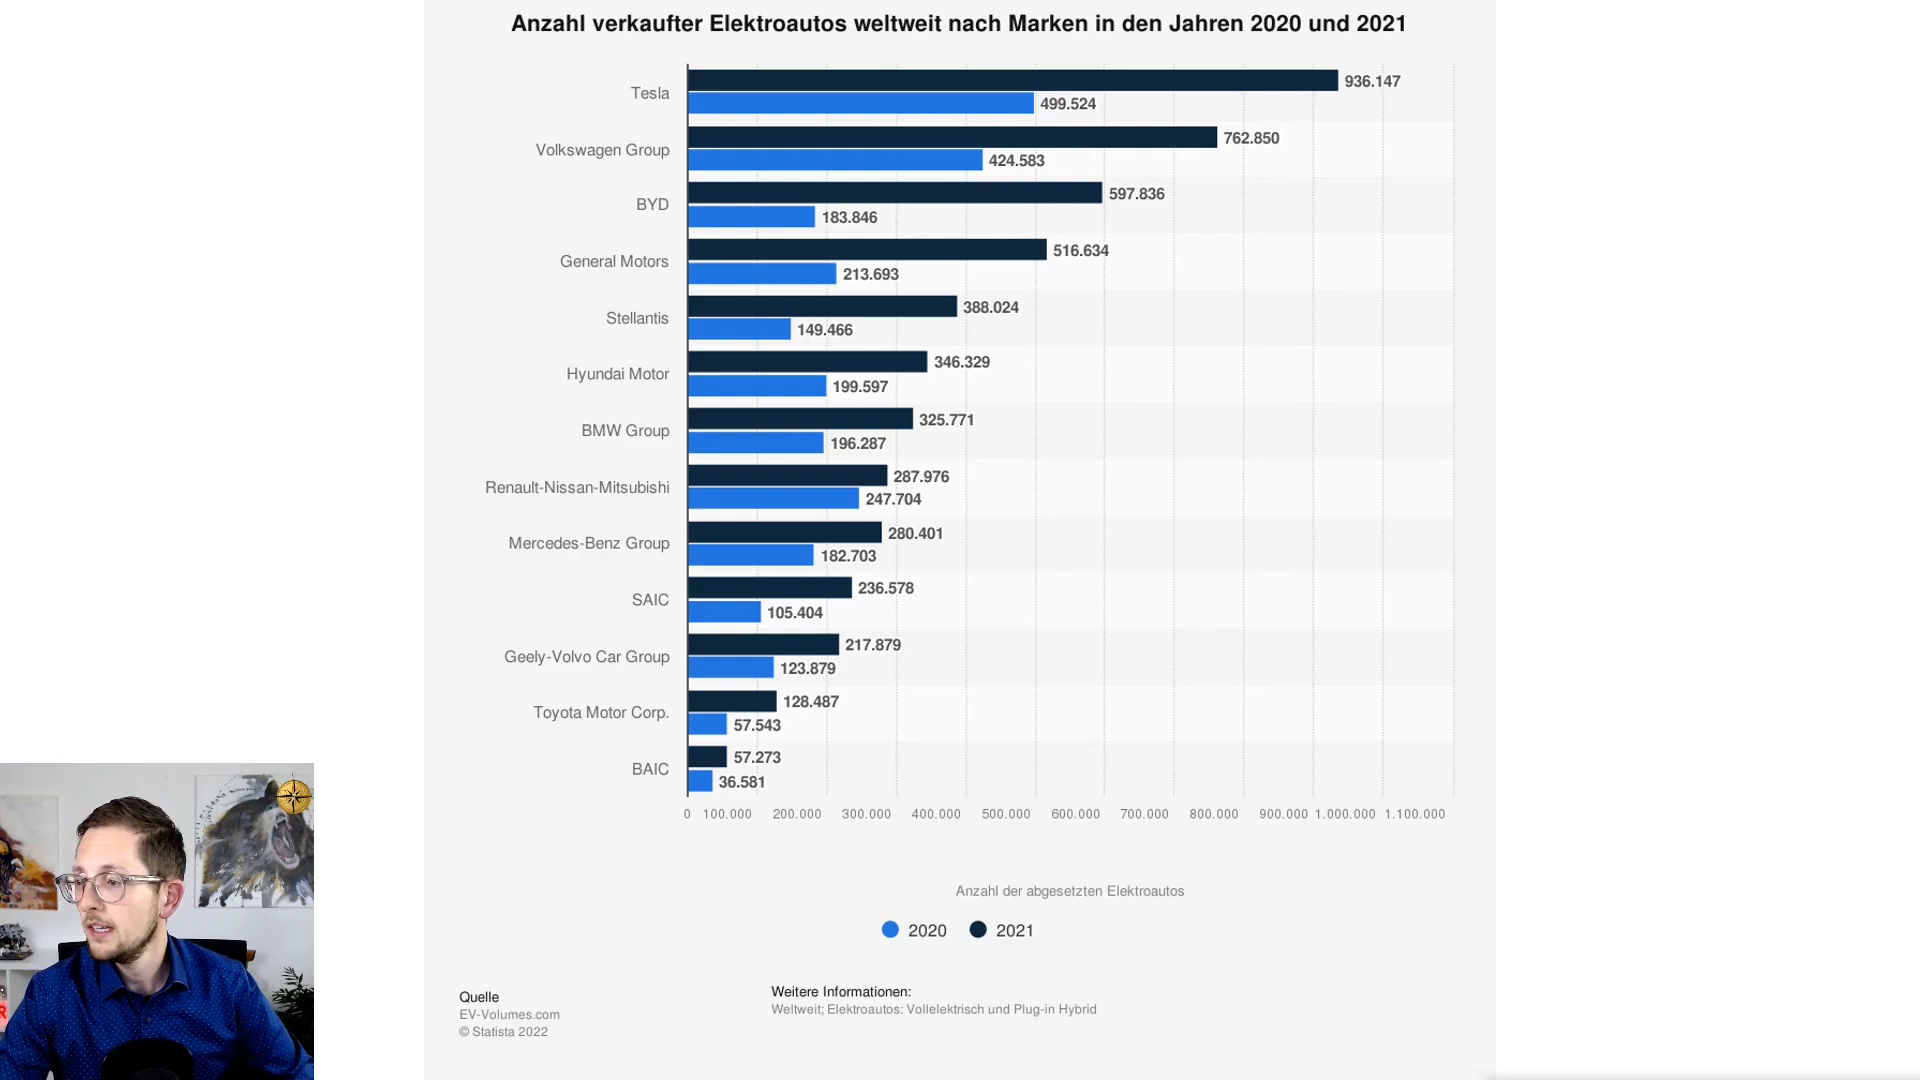 Anzahl verkaufter Elektroautos weltweit nach Marken in den Jahren 2020 und 2021
Tesla
936.147
499.524
Volkswagen Group
762.850
424.583
BYD
597.836
183.846
General Motors
516.634
213.693
Stellantis
388.024
149.466
Hyundai Motor
346.329
199.597
BMW Group
325.771
196.287
Renault-Nissan-Mitsubishi
287.976
247.704
Mercedes-Benz Group
280.401
182.703
SAIC
236.578
105.404
Geely-Volvo Car Group
217.879
123.879
Toyota Motor Corp.
128.487
57.543
BAIC
57.273
36.581
0 100.000 200.000 300.000 400.000 500.000 600.000 700.000 800.000 900.000 1.000.000 1.100.000
Anzahl der abgesetzten Elektroautos
2020 2021
Quelle
EV-Volumes.com
© Statista 2022
Weitere Informationen:
Weltweit; Elektroautos: Vollelektrisch und Plug-in Hybrid
R